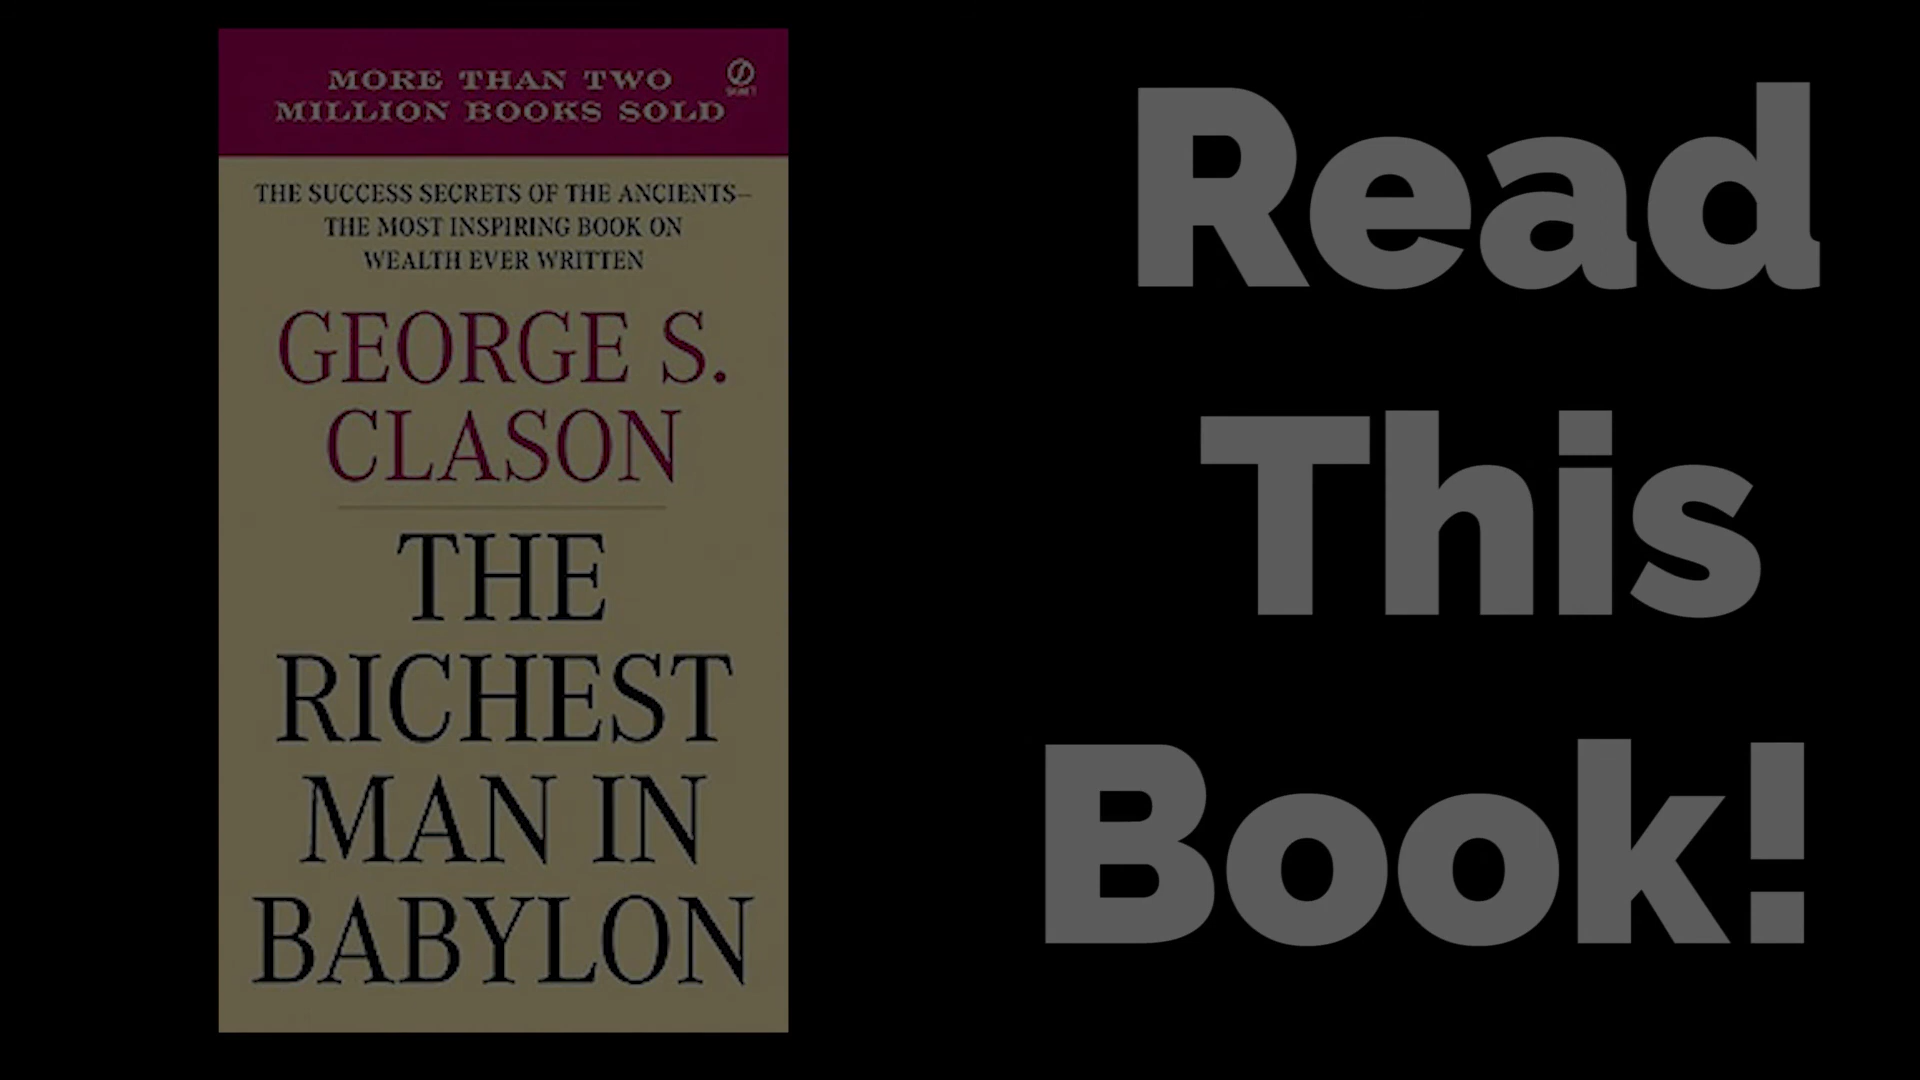 MORE THAN TWO
MILLION BOOKS SOLD
SIGNET
THE SUCCESS SECRETS OF THE ANCIENTS–
THE MOST INSPIRING BOOK ON
WEALTH EVER WRITTEN
GEORGE S.
CLASON
THE
RICHEST
MAN IN
BABYLON
Read
This
Book!